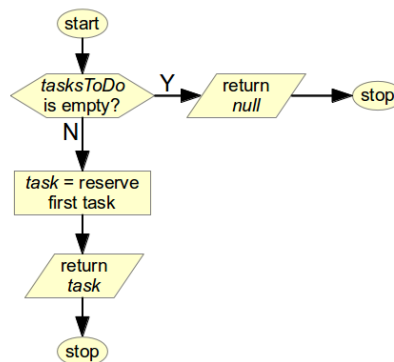 start
tasksToDo
is empty?
Y
return
null
stop
N
task = reserve
first task
return
task
stop